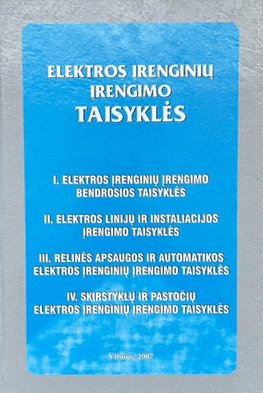 ELEKTROS ĮRENGINIŲ
ĮRENGIMO
TAISYKLĖS
I. ELEKTROS ĮRENGINIŲ ĮRENGIMO
BENDROSIOS TAISYKLĖS
II. ELEKTROS LINIJŲ IR INSTALIACIJOS
ĮRENGIMO TAISYKLĖS
III. RELINĖS APSAUGOS IR AUTOMATIKOS
ELEKTROS ĮRENGINIŲ ĮRENGIMO TAISYKLĖS
IV. SKIRSTYKLŲ IR PASTOČIŲ
ELEKTROS ĮRENGINIŲ ĮRENGIMO TAISYKLĖS
Vilnius, 2007